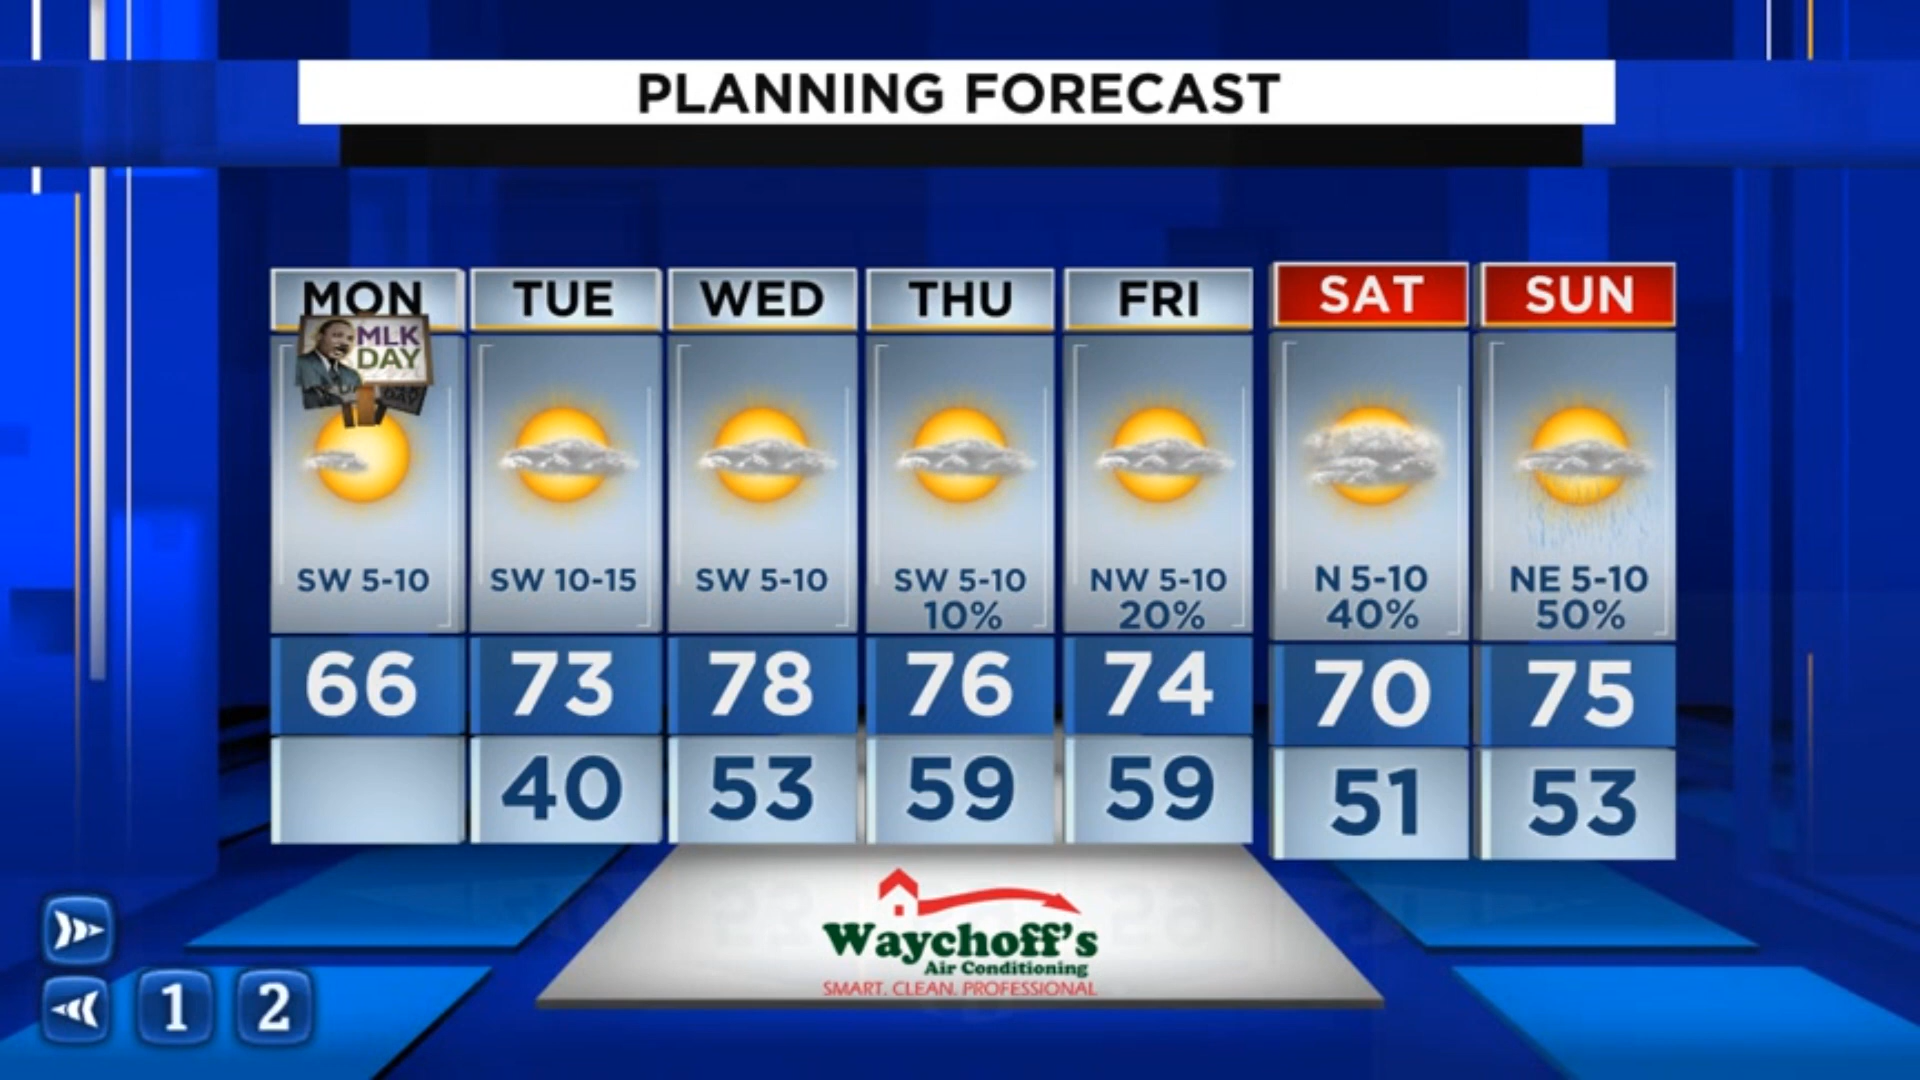 PLANNING FORECAST
MON TUE WED THU FRI SAT SUN
MLK
DAY
SW 5-10 SW 10-15 SW 5-10 SW 5-10 NW 5-10 N 5-10 NE 5-10
10% 20% 40% 50%
66 73 78 76 74 70 75
40 53 59 59 51 53
Waychoff's
Air Conditioning
SMART. CLEAN. PROFESSIONAL
1 2